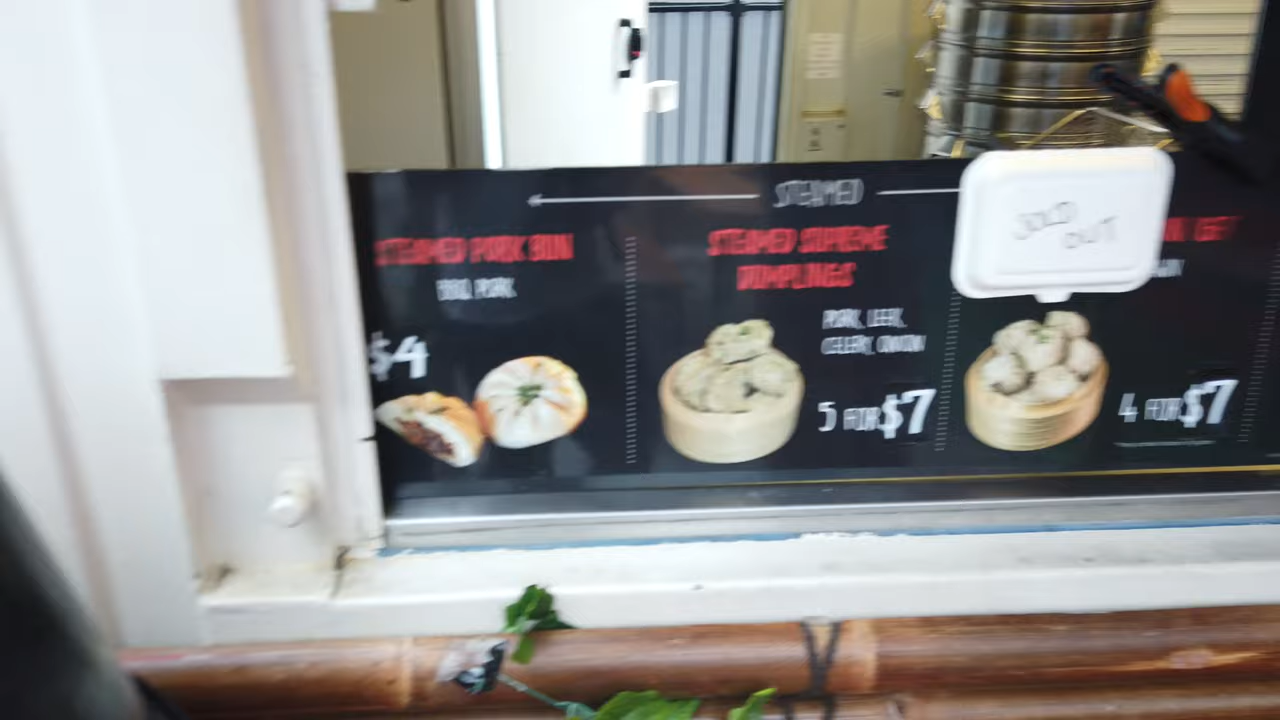 STEAMED
STEAMED PORK BUN
BBQ PORK
$4
STEAMED SUPREME
DUMPLINGS
PORK, LEEK,
CELERY, ONION
5 FOR $7
SOLD
OUT
4 FOR $7